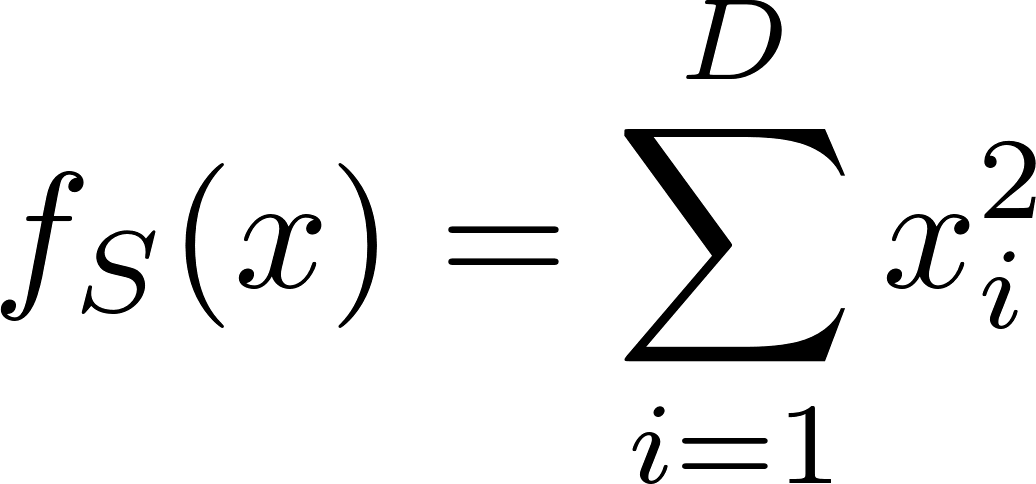 f_S(x) = \sum_{i=1}^{D} x_i^2